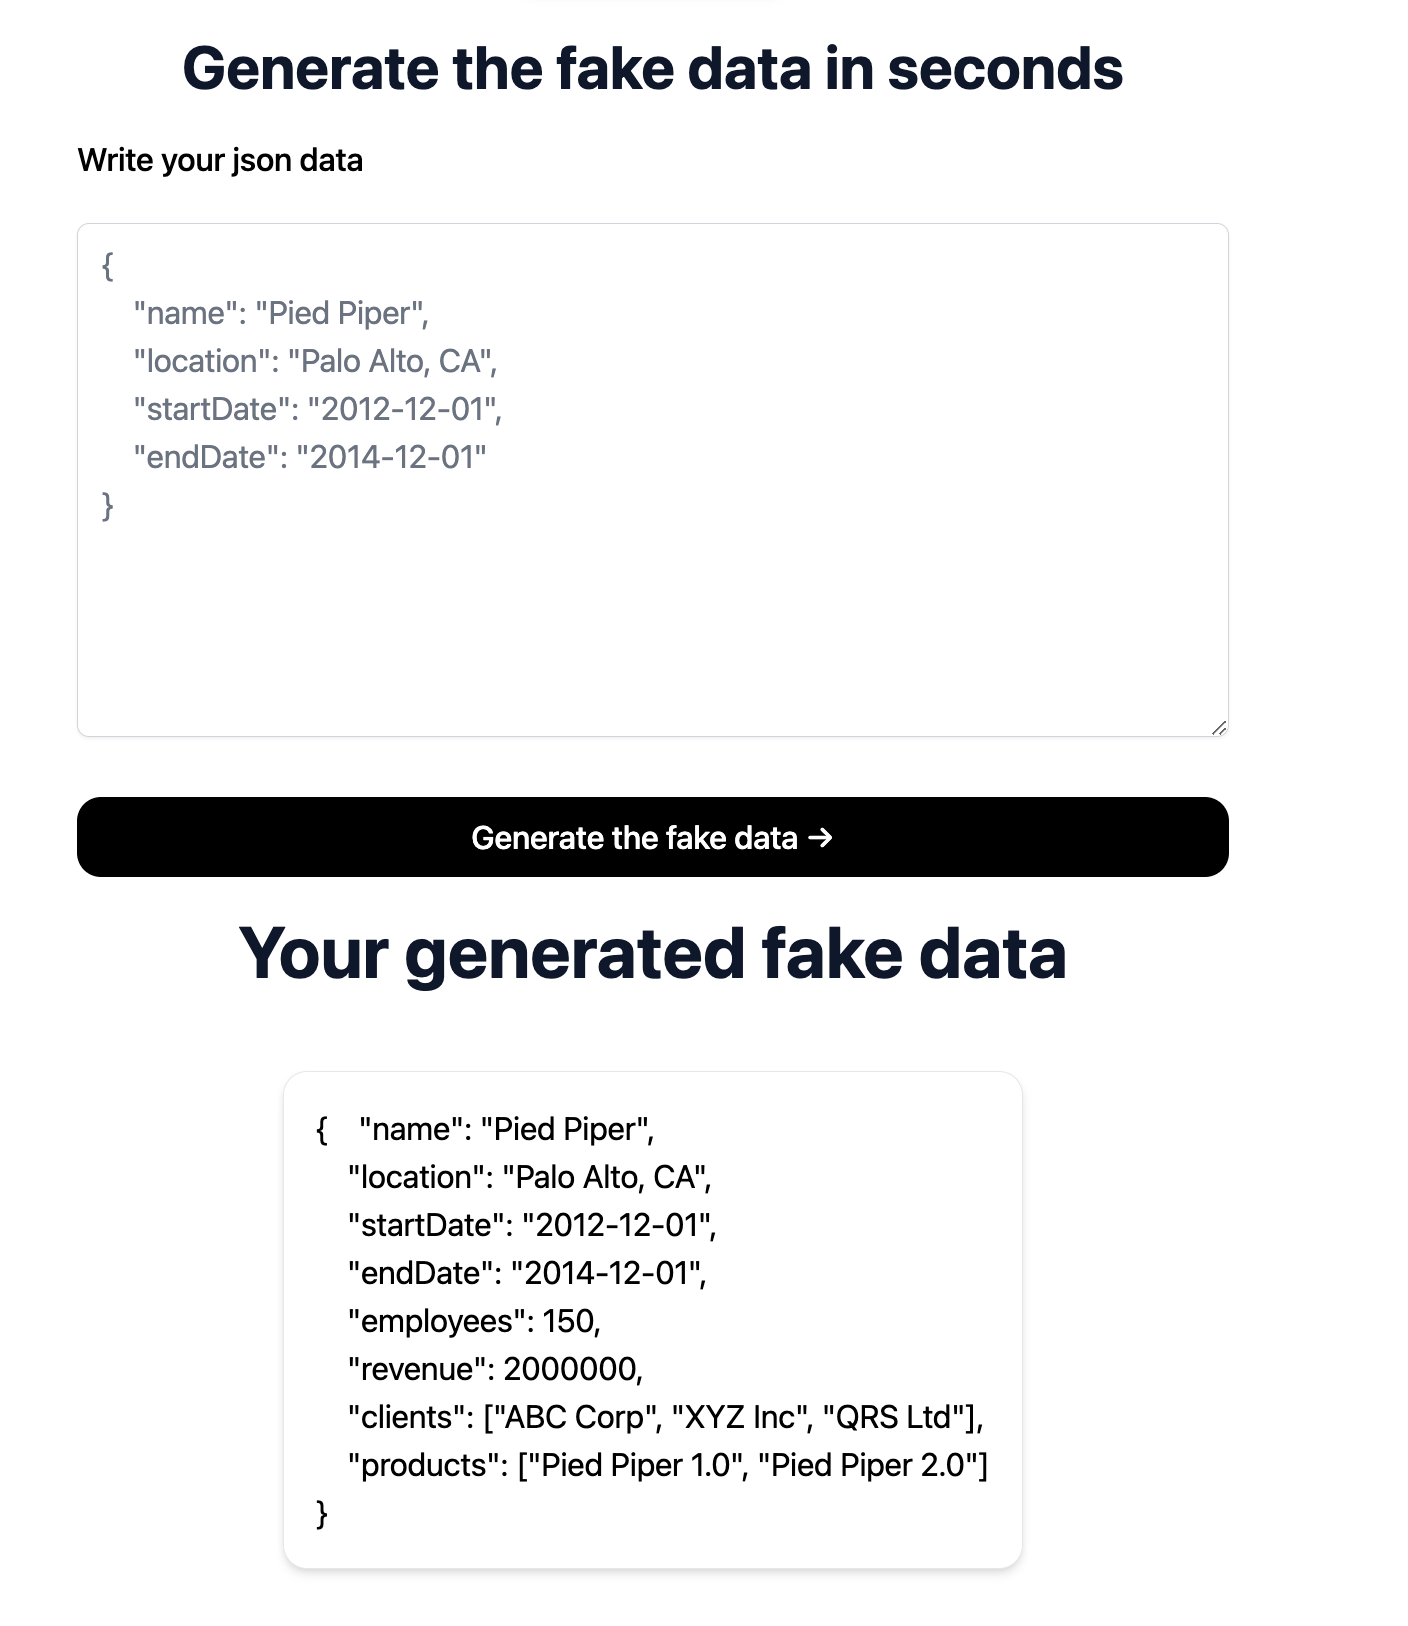 Generate the fake data in seconds
Write your json data
{
"name": "Pied Piper",
"location": "Palo Alto, CA",
"startDate": "2012-12-01",
"endDate": "2014-12-01"
}
Generate the fake data →
Your generated fake data
{ "name": "Pied Piper",
"location": "Palo Alto, CA",
"startDate": "2012-12-01",
"endDate": "2014-12-01",
"employees": 150,
"revenue": 2000000,
"clients": ["ABC Corp", "XYZ Inc", "QRS Ltd"],
"products": ["Pied Piper 1.0", "Pied Piper 2.0"]
}